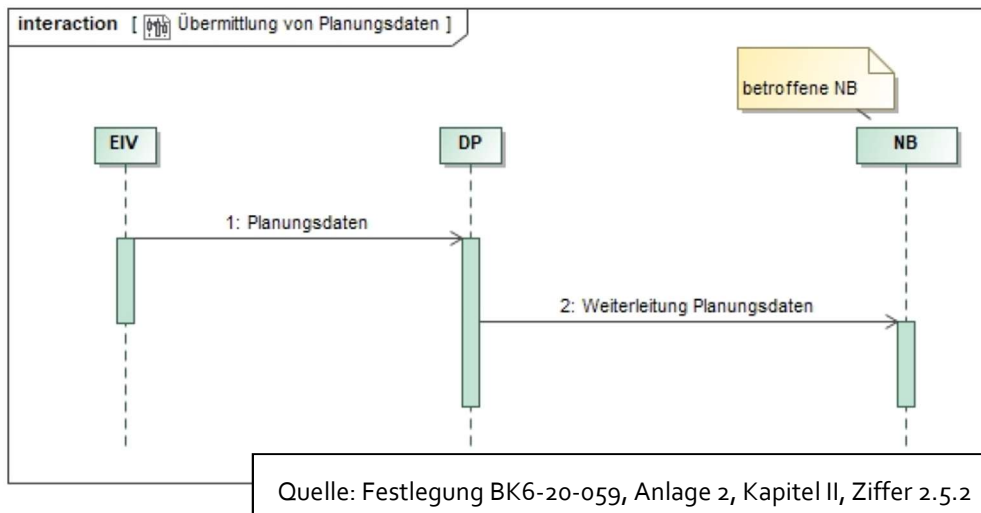 interaction [ Übermittlung von Planungsdaten ]
betroffene NB
EIV
DP
NB
1: Planungsdaten
2: Weiterleitung Planungsdaten
Quelle: Festlegung BK6-20-059, Anlage 2, Kapitel II, Ziffer 2.5.2